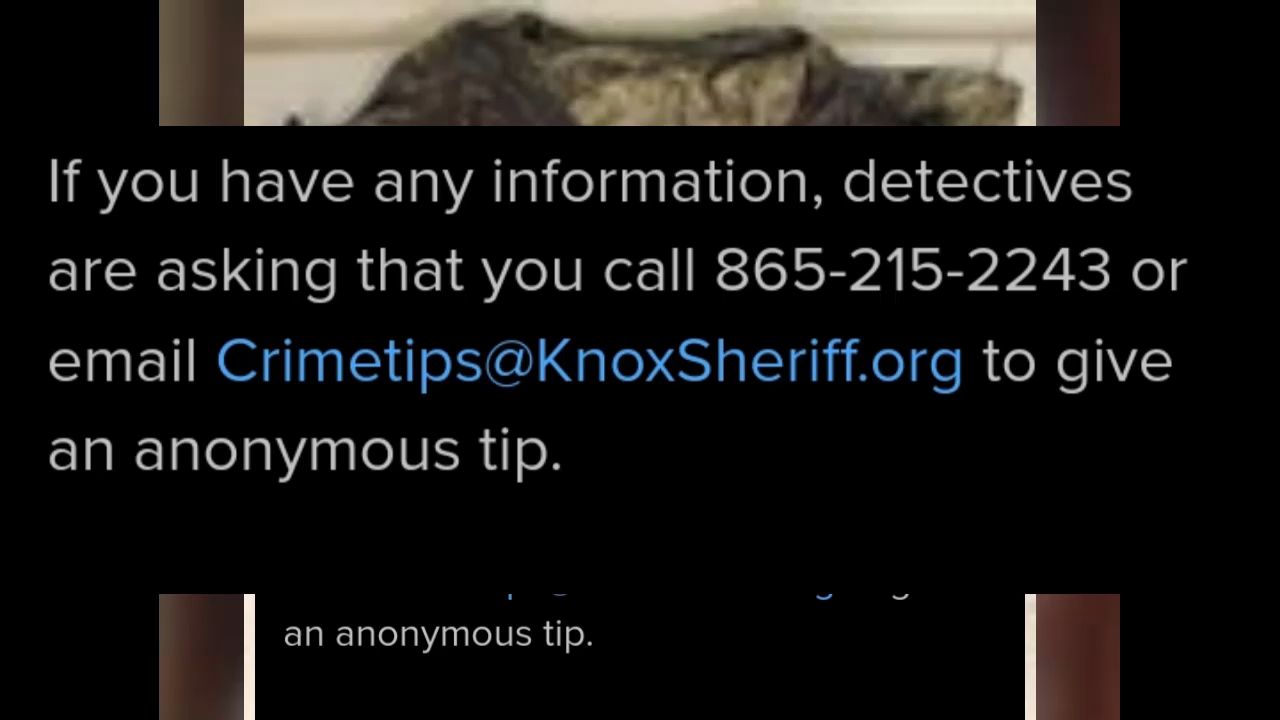 If you have any information, detectives
are asking that you call 865-215-2243 or
email Crimetips@KnoxSheriff.org to give
an anonymous tip.
an anonymous tip.